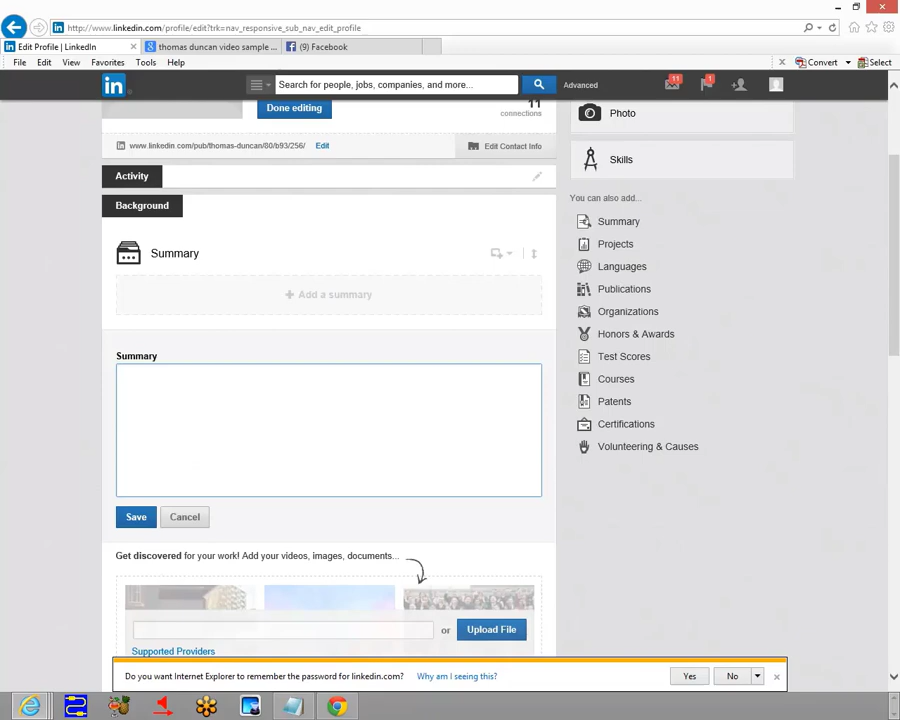 http://www.linkedin.com/profile/edit?trk=nav_responsive_sub_nav_edit_profile
Edit Profile | LinkedIn
thomas duncan video sample ...
(9) Facebook
File Edit View Favorites Tools Help
Convert
Select
in
Search for people, jobs, companies, and more...
Advanced
11
1
Done editing
11
connections
www.linkedin.com/pub/thomas-duncan/80/b93/256/
Edit
Edit Contact Info
Activity
Background
Summary
+ Add a summary
Summary
Save
Cancel
Get discovered for your work! Add your videos, images, documents...
or
Upload File
Supported Providers
Photo
Skills
You can also add...
Summary
Projects
Languages
Publications
Organizations
Honors & Awards
Test Scores
Courses
Patents
Certifications
Volunteering & Causes
Do you want Internet Explorer to remember the password for linkedin.com?
Why am I seeing this?
Yes
No